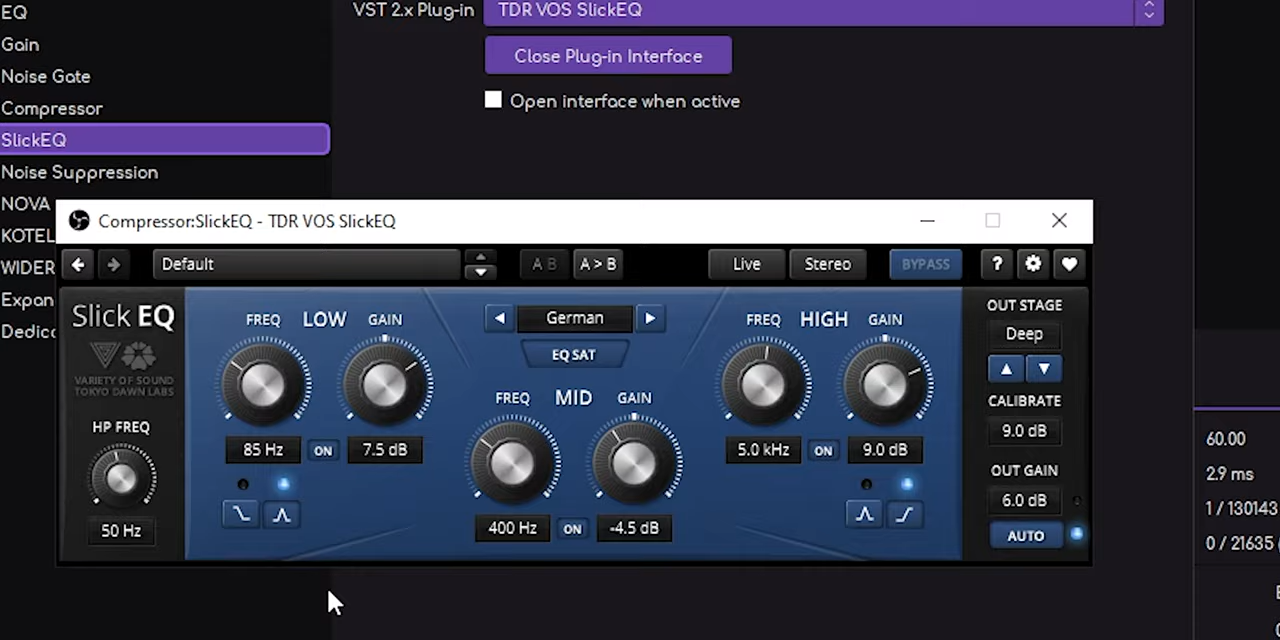 EQ
Gain
Noise Gate
Compressor
SlickEQ
Noise Suppression
NOVA
KOTEL
WIDER
Expan
Dedic
VST 2.x Plug-in
TDR VOS SlickEQ
Close Plug-in Interface
Open interface when active
Compressor:SlickEQ - TDR VOS SlickEQ
Default
A B
A > B
Live
Stereo
BYPASS
?
Slick EQ
VARIETY OF SOUND
TOKYO DAWN LABS
HP FREQ
50 Hz
FREQ LOW GAIN
85 Hz ON 7.5 dB
German
EQ SAT
FREQ MID GAIN
400 Hz ON -4.5 dB
FREQ HIGH GAIN
5.0 kHz ON 9.0 dB
OUT STAGE
Deep
CALIBRATE
9.0 dB
OUT GAIN
6.0 dB
AUTO
60.00
2.9 ms
1 / 130143
0 / 21635